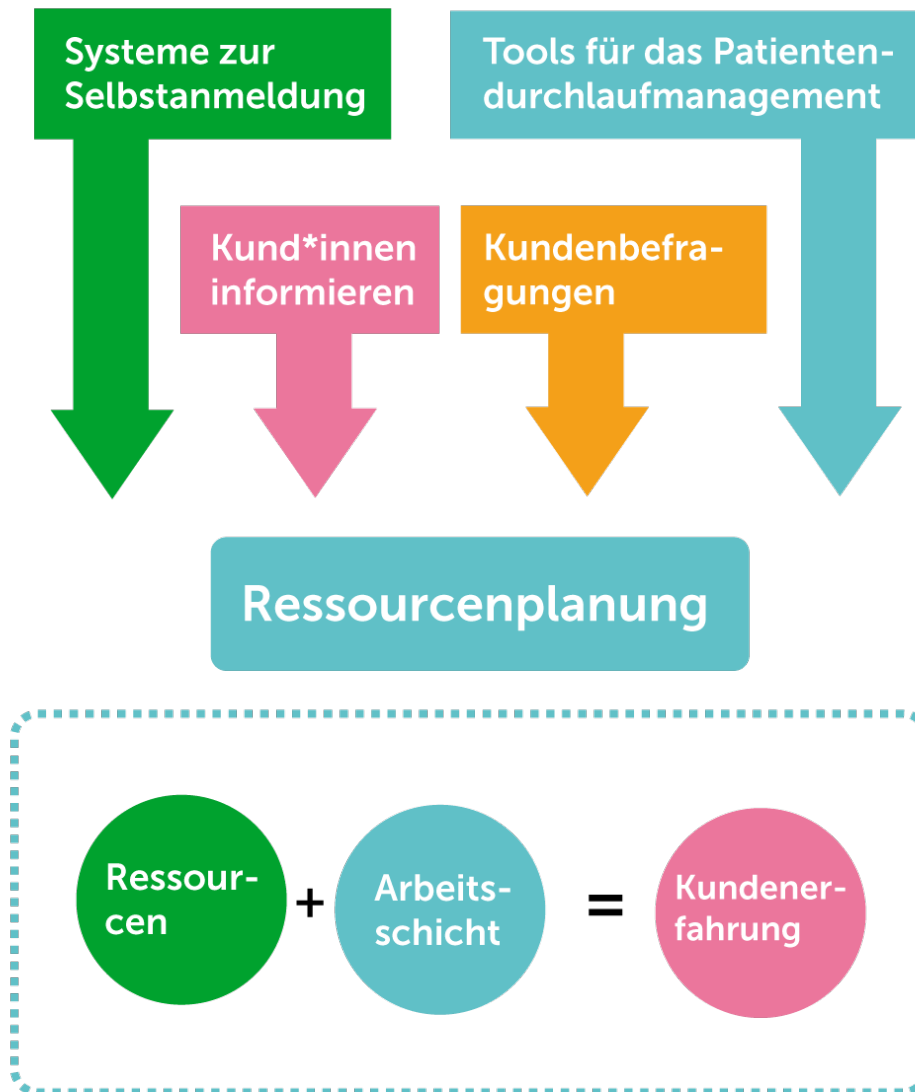 Systeme zur
Selbstanmeldung
Tools für das Patienten-
durchlaufmanagement
Kund*innen
informieren
Kundenbefra-
gungen
Ressourcenplanung
Ressour-
cen
+
Arbeits-
schicht
=
Kundener-
fahrung